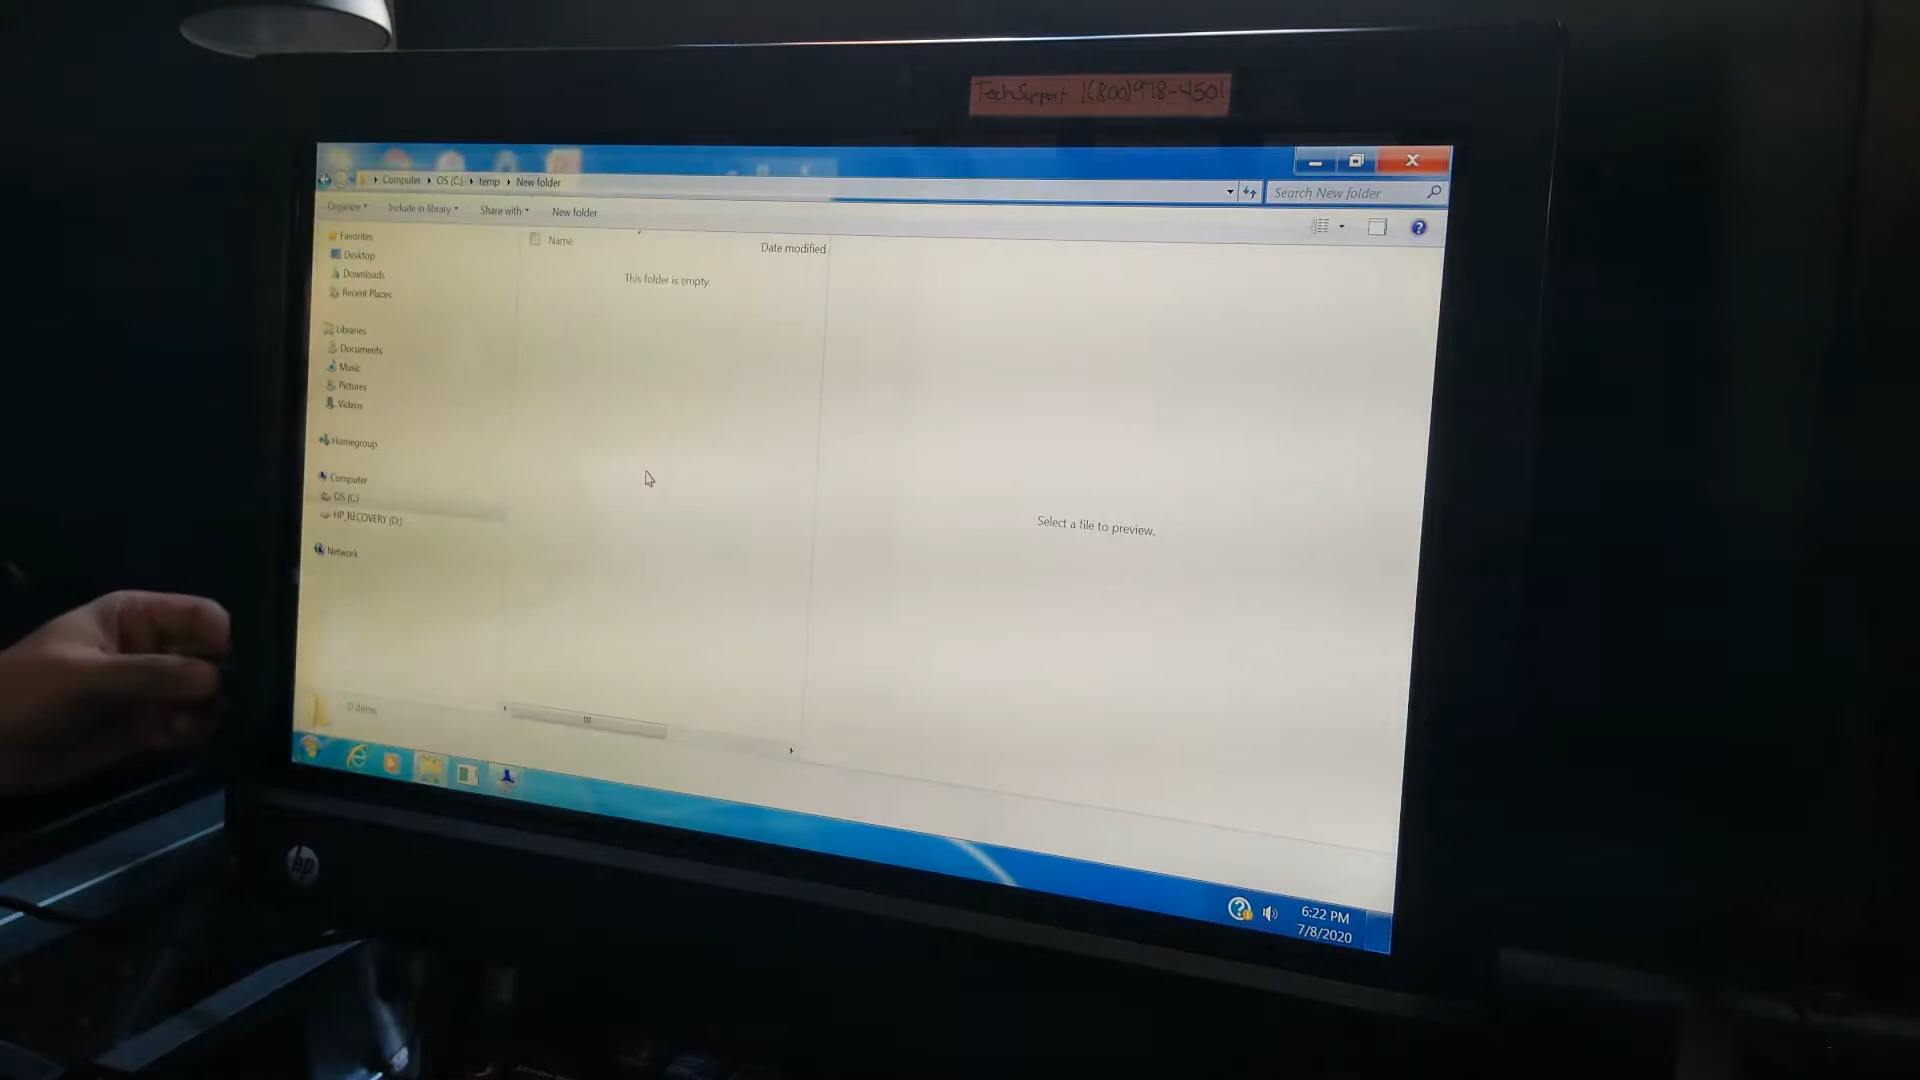 TechSupport 1(800)978-4501
Computer OS (C:) temp New folder
Search New folder
Organize Include in library Share with New folder
Favorites
Desktop
Downloads
Recent Places
Libraries
Documents
Music
Pictures
Videos
Homegroup
Computer
OS (C:)
HP_RECOVERY (D:)
Network
Name Date modified
This folder is empty.
Select a file to preview.
0 items
6:22 PM
7/8/2020
hp